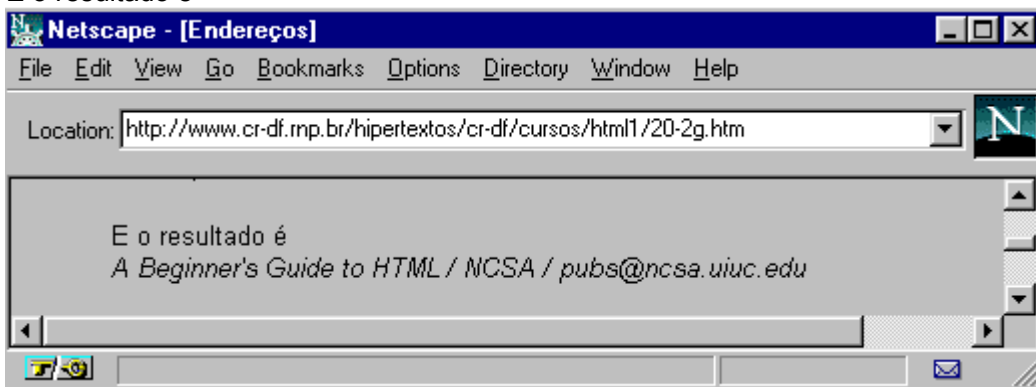 E o resultado é
Netscape - [Endereços]
File Edit View Go Bookmarks Options Directory Window Help
Location: http://www.cr-df.rnp.br/hipertextos/cr-df/cursos/html1/20-2g.htm
N
E o resultado é
A Beginner's Guide to HTML / NCSA / pubs@ncsa.uiuc.edu